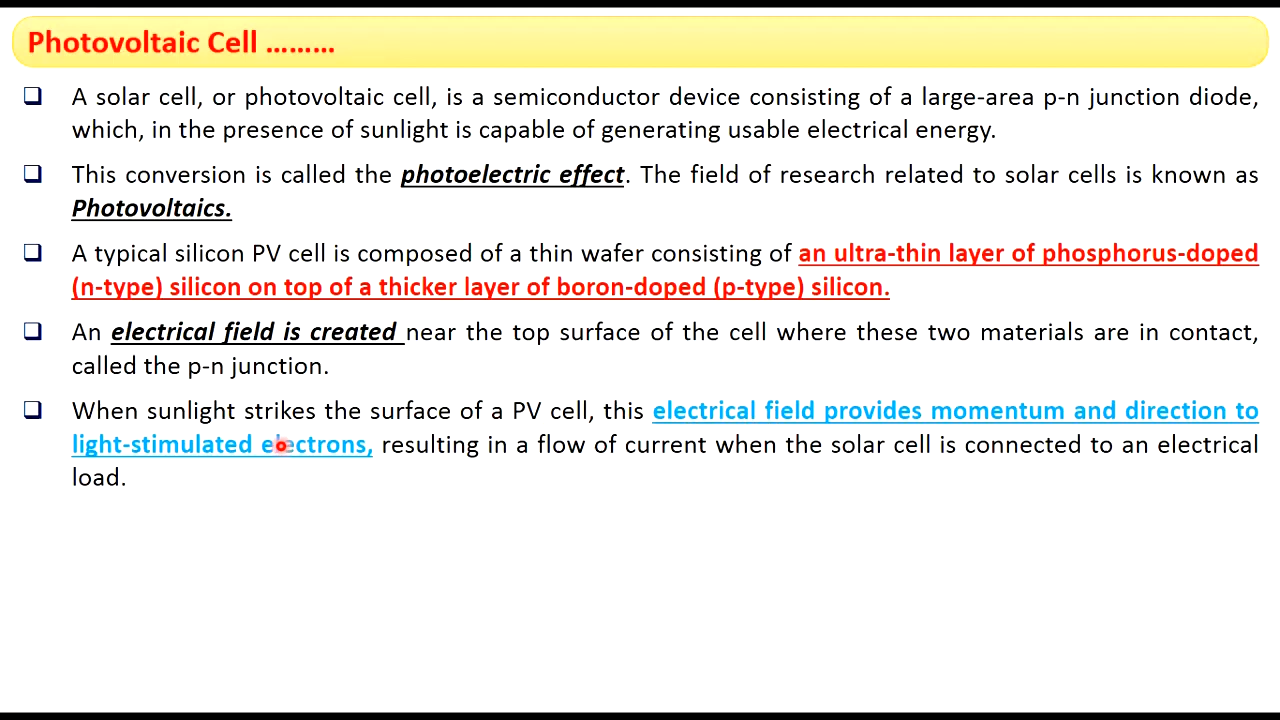 Photovoltaic Cell .........
❑ A solar cell, or photovoltaic cell, is a semiconductor device consisting of a large-area p-n junction diode,
which, in the presence of sunlight is capable of generating usable electrical energy.
❑ This conversion is called the photoelectric effect. The field of research related to solar cells is known as
Photovoltaics.
❑ A typical silicon PV cell is composed of a thin wafer consisting of an ultra-thin layer of phosphorus-doped
(n-type) silicon on top of a thicker layer of boron-doped (p-type) silicon.
❑ An electrical field is created near the top surface of the cell where these two materials are in contact,
called the p-n junction.
❑ When sunlight strikes the surface of a PV cell, this electrical field provides momentum and direction to
light-stimulated electrons, resulting in a flow of current when the solar cell is connected to an electrical
load.